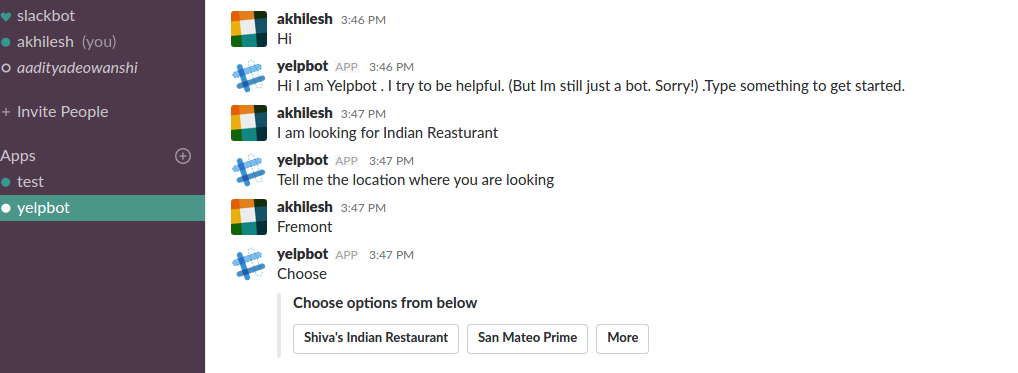 slackbot
akhilesh (you)
aadityadeowanshi
+ Invite People
Apps
test
yelpbot
akhilesh 3:46 PM
Hi
yelpbot APP 3:46 PM
Hi I am Yelpbot . I try to be helpful. (But Im still just a bot. Sorry!) .Type something to get started.
akhilesh 3:47 PM
I am looking for Indian Reasturant
yelpbot APP 3:47 PM
Tell me the location where you are looking
akhilesh 3:47 PM
Fremont
yelpbot APP 3:47 PM
Choose
Choose options from below
Shiva's Indian Restaurant San Mateo Prime More